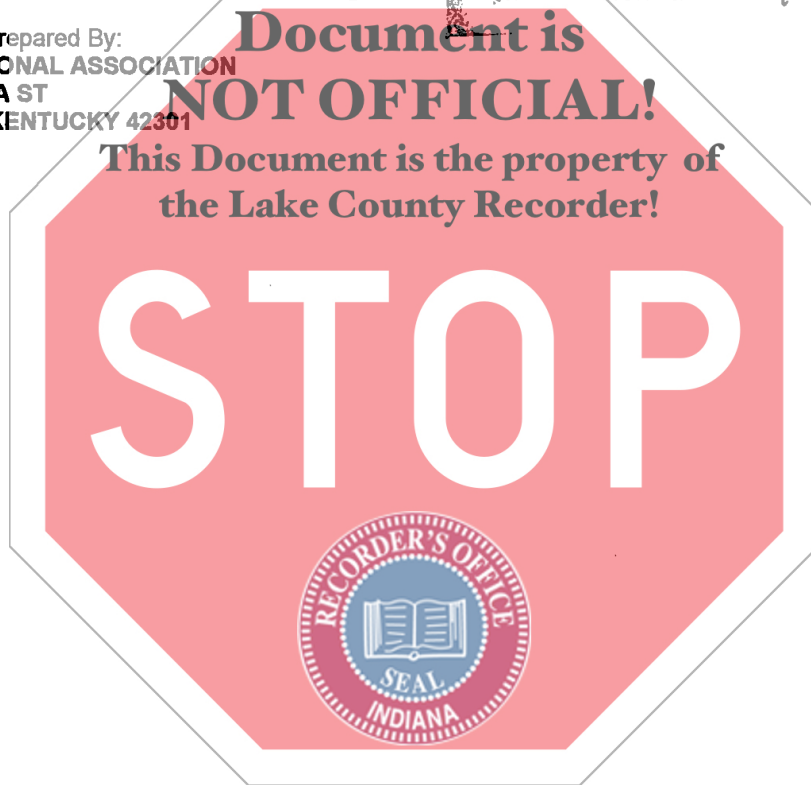 repared By:
ONAL ASSOCIATION
A ST
KENTUCKY 42301
Document is
NOT OFFICIAL!
This Document is the property of
the Lake County Recorder!
STOP
RECORDER'S OFFICE
SEAL
INDIANA